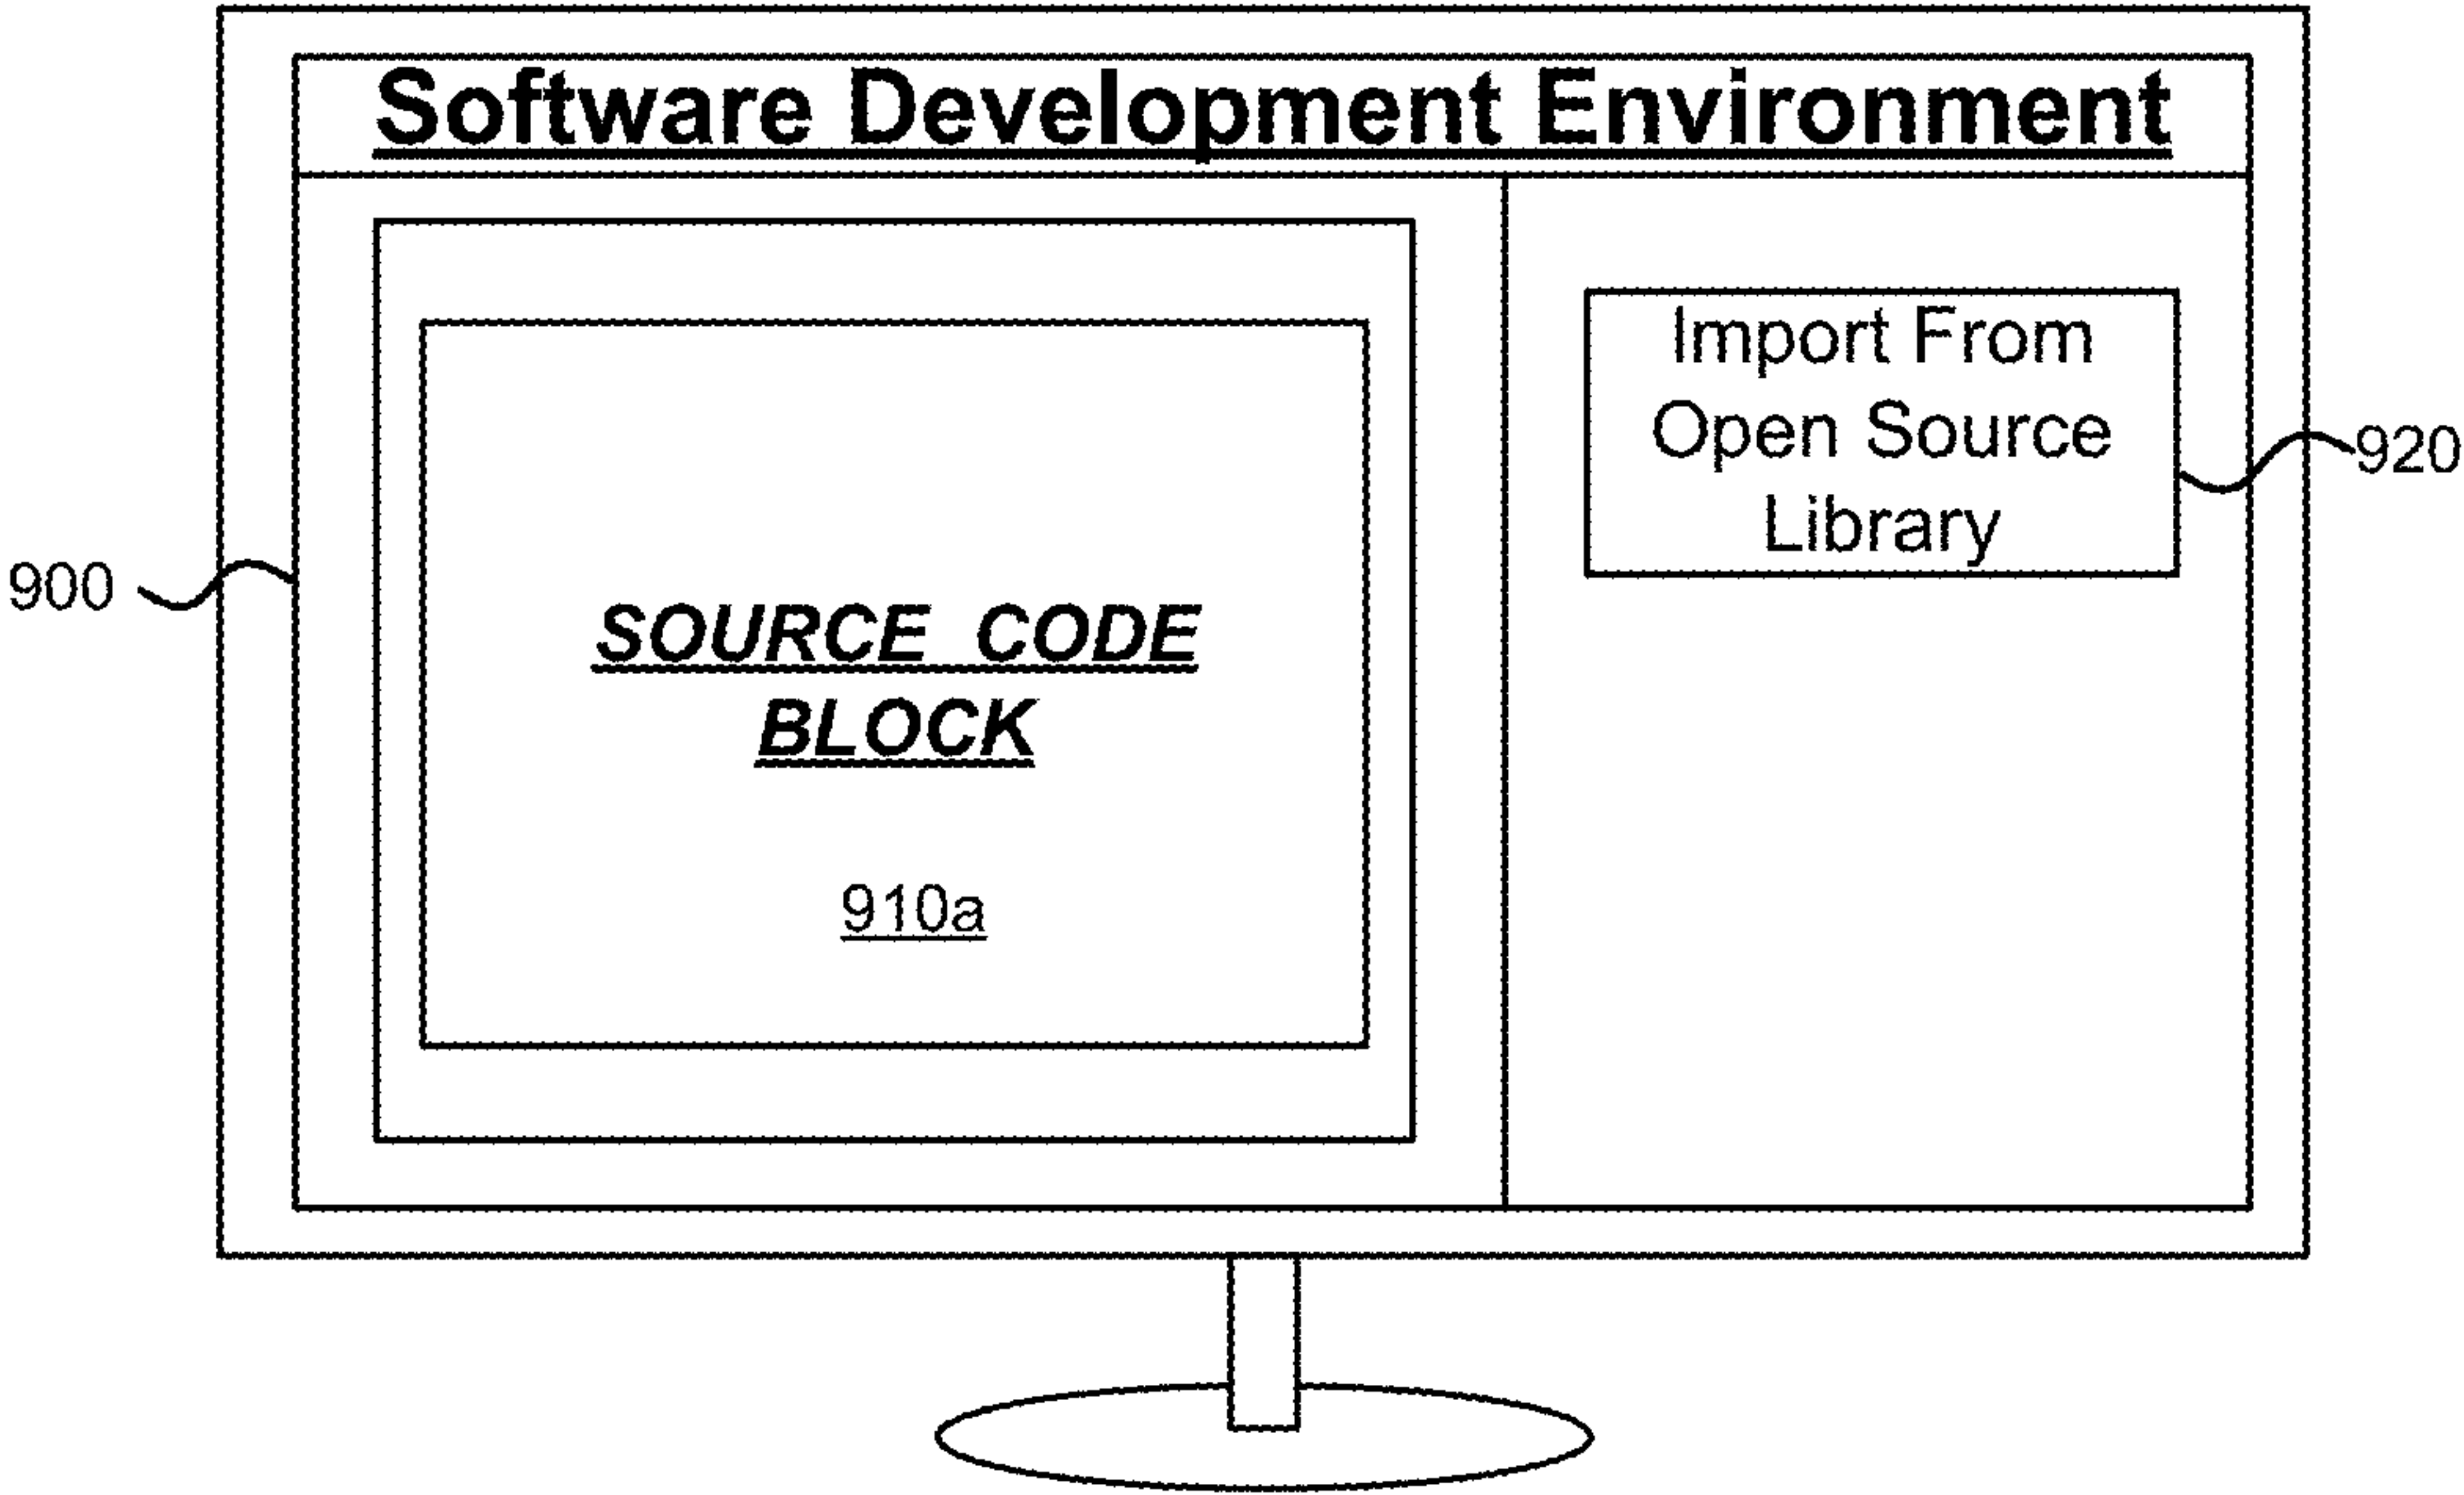 Software Development Environment
Import From
Open Source
Library
920
900
SOURCE CODE
BLOCK
910a